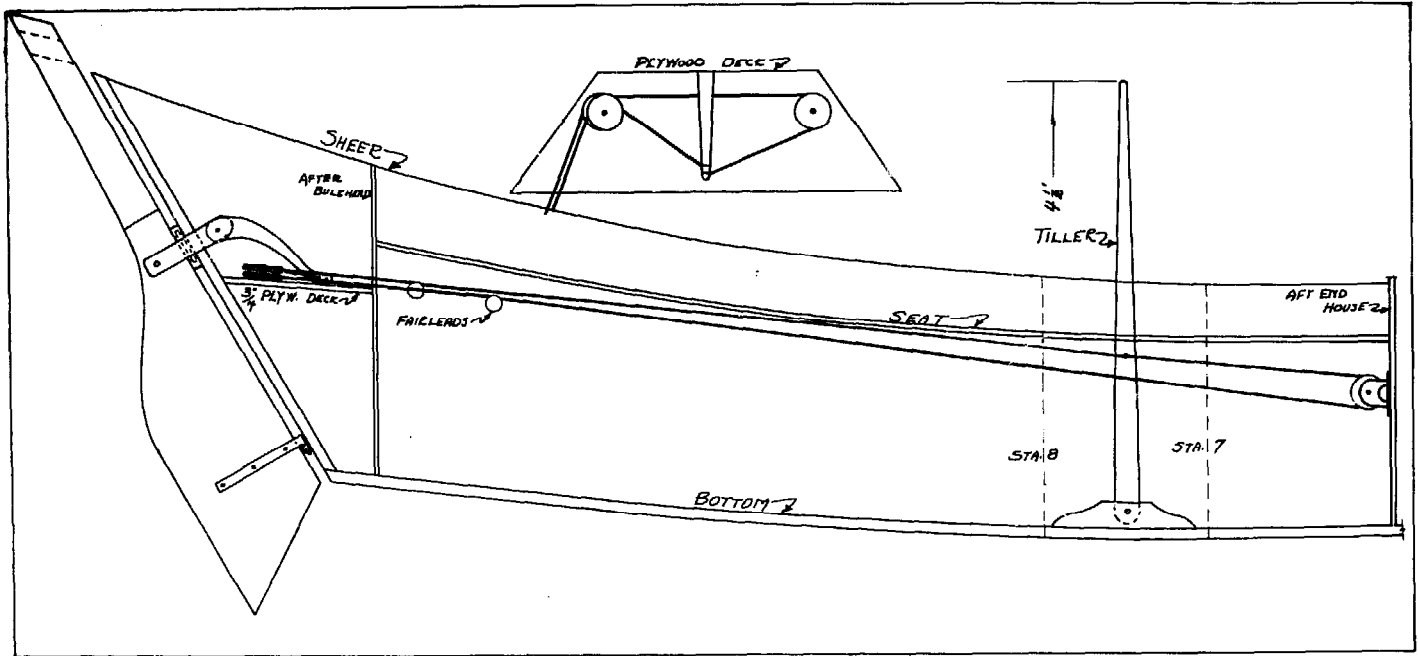 PLYWOOD DECK
SHEER
AFTER
BULKHEAD
TILLER
3/4" PLYW. DECK
FAIRLEADS
SEAT
AFT END
HOUSE
STA. 8
STA. 7
BOTTOM